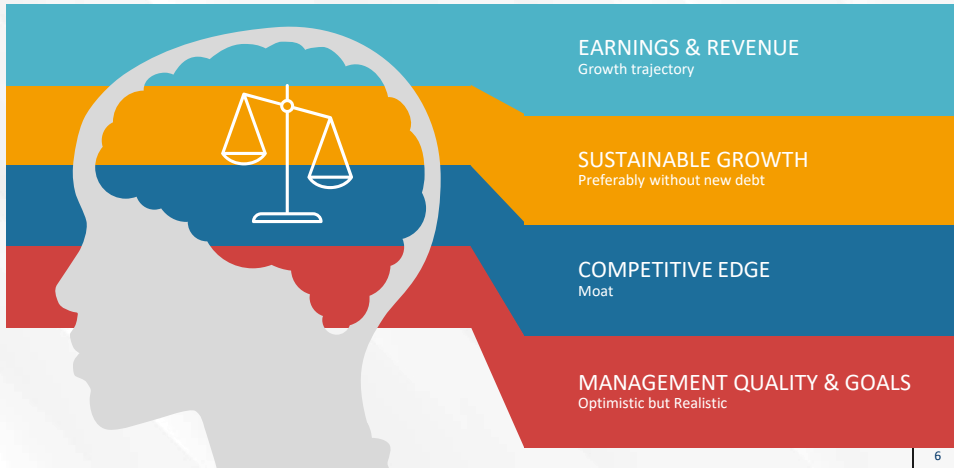 EARNINGS & REVENUE
Growth trajectory
SUSTAINABLE GROWTH
Preferably without new debt
COMPETITIVE EDGE
Moat
MANAGEMENT QUALITY & GOALS
Optimistic but Realistic
6